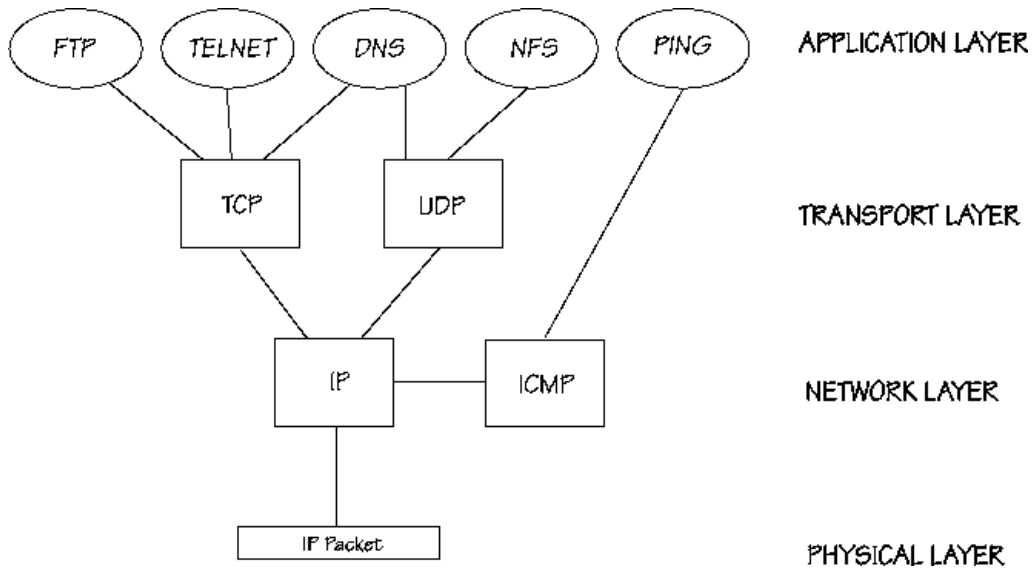 FTP TELNET DNS NFS PING APPLICATION LAYER
TCP UDP TRANSPORT LAYER
IP ICMP NETWORK LAYER
IP Packet
PHYSICAL LAYER